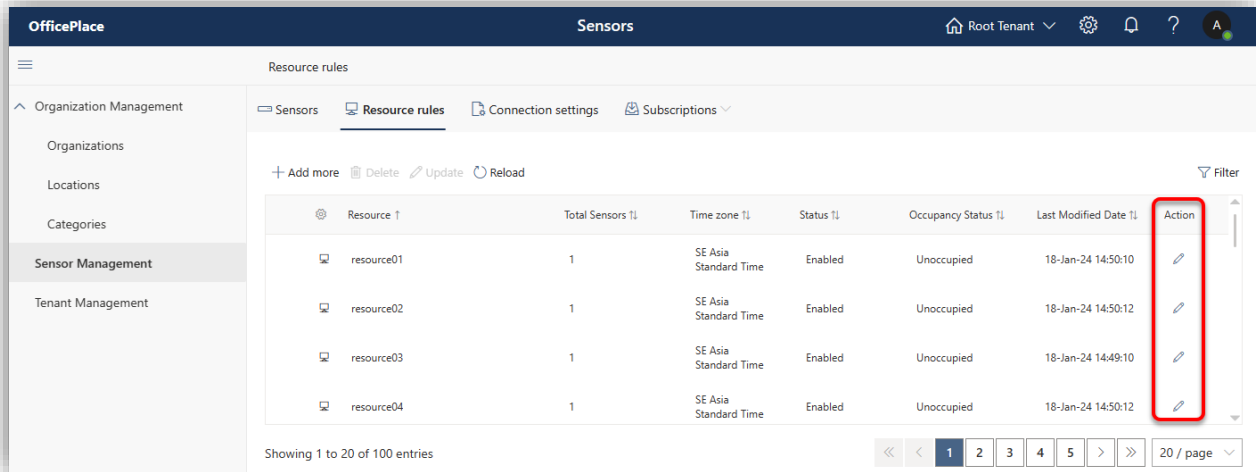 OfficePlace
Sensors
Root Tenant
?
A
Resource rules
Organization Management
Organizations
Locations
Categories
Sensor Management
Tenant Management
Sensors
Resource rules
Connection settings
Subscriptions
Add more
Delete
Update
Reload
Filter
Resource ↑ Total Sensors ↑↓ Time zone ↑↓ Status ↑↓ Occupancy Status ↑↓ Last Modified Date ↑↓ Action
resource01 1 SE Asia Enabled Unoccupied 18-Jan-24 14:50:10
Standard Time
resource02 1 SE Asia Enabled Unoccupied 18-Jan-24 14:50:12
Standard Time
resource03 1 SE Asia Enabled Unoccupied 18-Jan-24 14:49:10
Standard Time
resource04 1 SE Asia Enabled Unoccupied 18-Jan-24 14:50:12
Standard Time
Showing 1 to 20 of 100 entries
« < 1 2 3 4 5 > »
20 / page